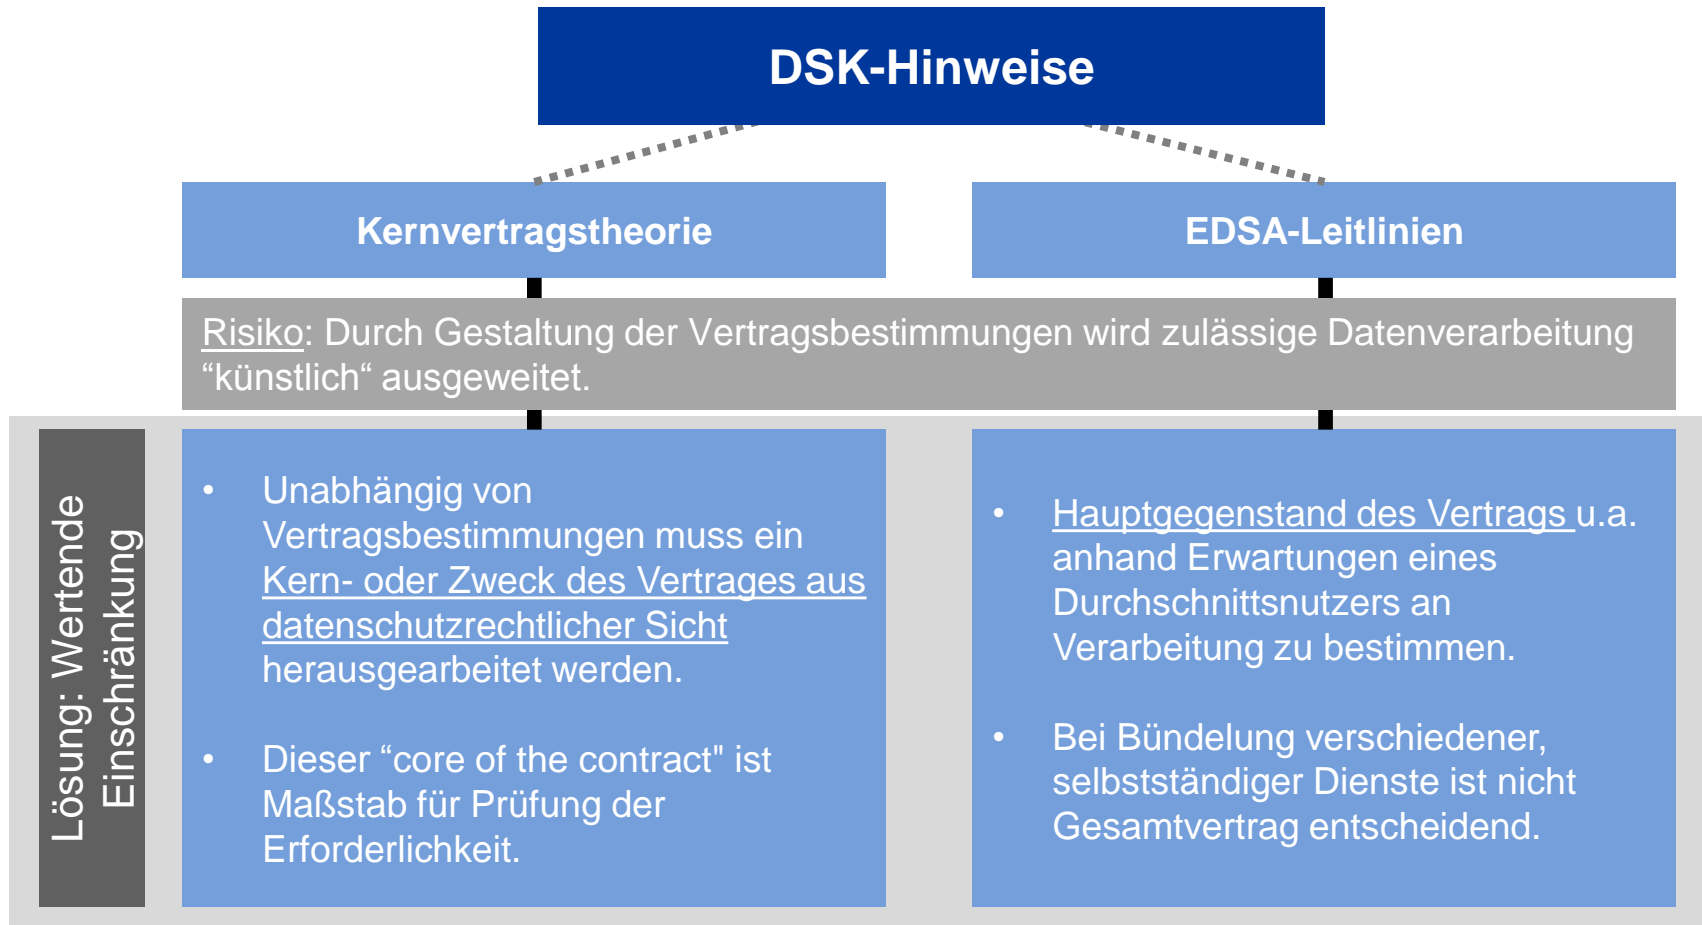 DSK-Hinweise
Kernvertragstheorie
EDSA-Leitlinien
Risiko: Durch Gestaltung der Vertragsbestimmungen wird zulässige Datenverarbeitung
“künstlich“ ausgeweitet.
Lösung: Wertende
Einschränkung
• Unabhängig von
Vertragsbestimmungen muss ein
Kern- oder Zweck des Vertrages aus
datenschutzrechtlicher Sicht
herausgearbeitet werden.
• Dieser “core of the contract" ist
Maßstab für Prüfung der
Erforderlichkeit.
• Hauptgegenstand des Vertrags u.a.
anhand Erwartungen eines
Durchschnittsnutzers an
Verarbeitung zu bestimmen.
• Bei Bündelung verschiedener,
selbstständiger Dienste ist nicht
Gesamtvertrag entscheidend.